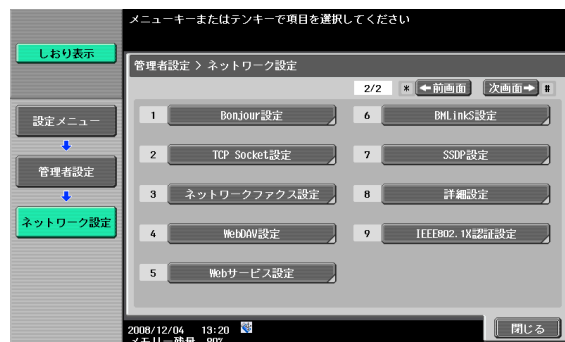 メニューキーまたはテンキーで項目を選択してください
しおり表示
管理者設定 > ネットワーク設定
2/2 * ←前画面 次画面→ #
設定メニュー
管理者設定
ネットワーク設定
1 Bonjour設定
2 TCP Socket設定
3 ネットワークファクス設定
4 WebDAV設定
5 Webサービス設定
6 BMLinkS設定
7 SSDP設定
8 詳細設定
9 IEEE802.1X認証設定
2008/12/04 13:20
メモリー残量 90%
閉じる